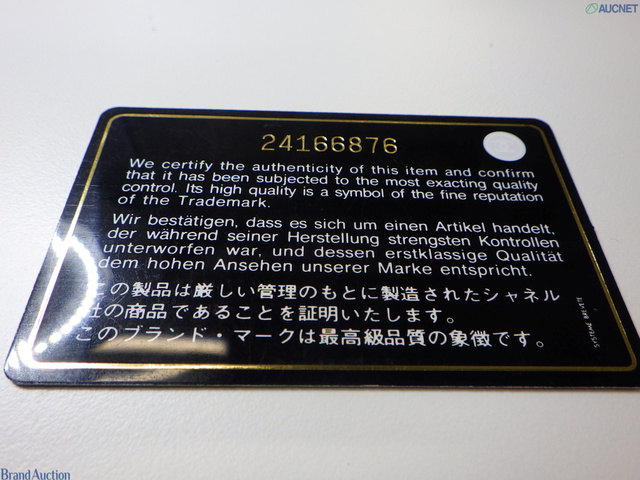 AUCNET
24166876
We certify the authenticity of this item and confirm
that it has been subjected to the most exacting quality
control. Its high quality is a symbol of the fine reputation
of the Trademark.
Wir bestätigen, dass es sich um einen Artikel handelt,
der während seiner Herstellung strengsten Kontrollen
unterworfen war, und dessen erstklassige Qualität
dem hohen Ansehen unserer Marke entspricht.
この製品は厳しい管理のもとに製造されたシャネル
社の商品であることを証明いたします。
このブランド・マークは最高級品質の象徴です。
SYSTEME BREVETE
Brand Auction